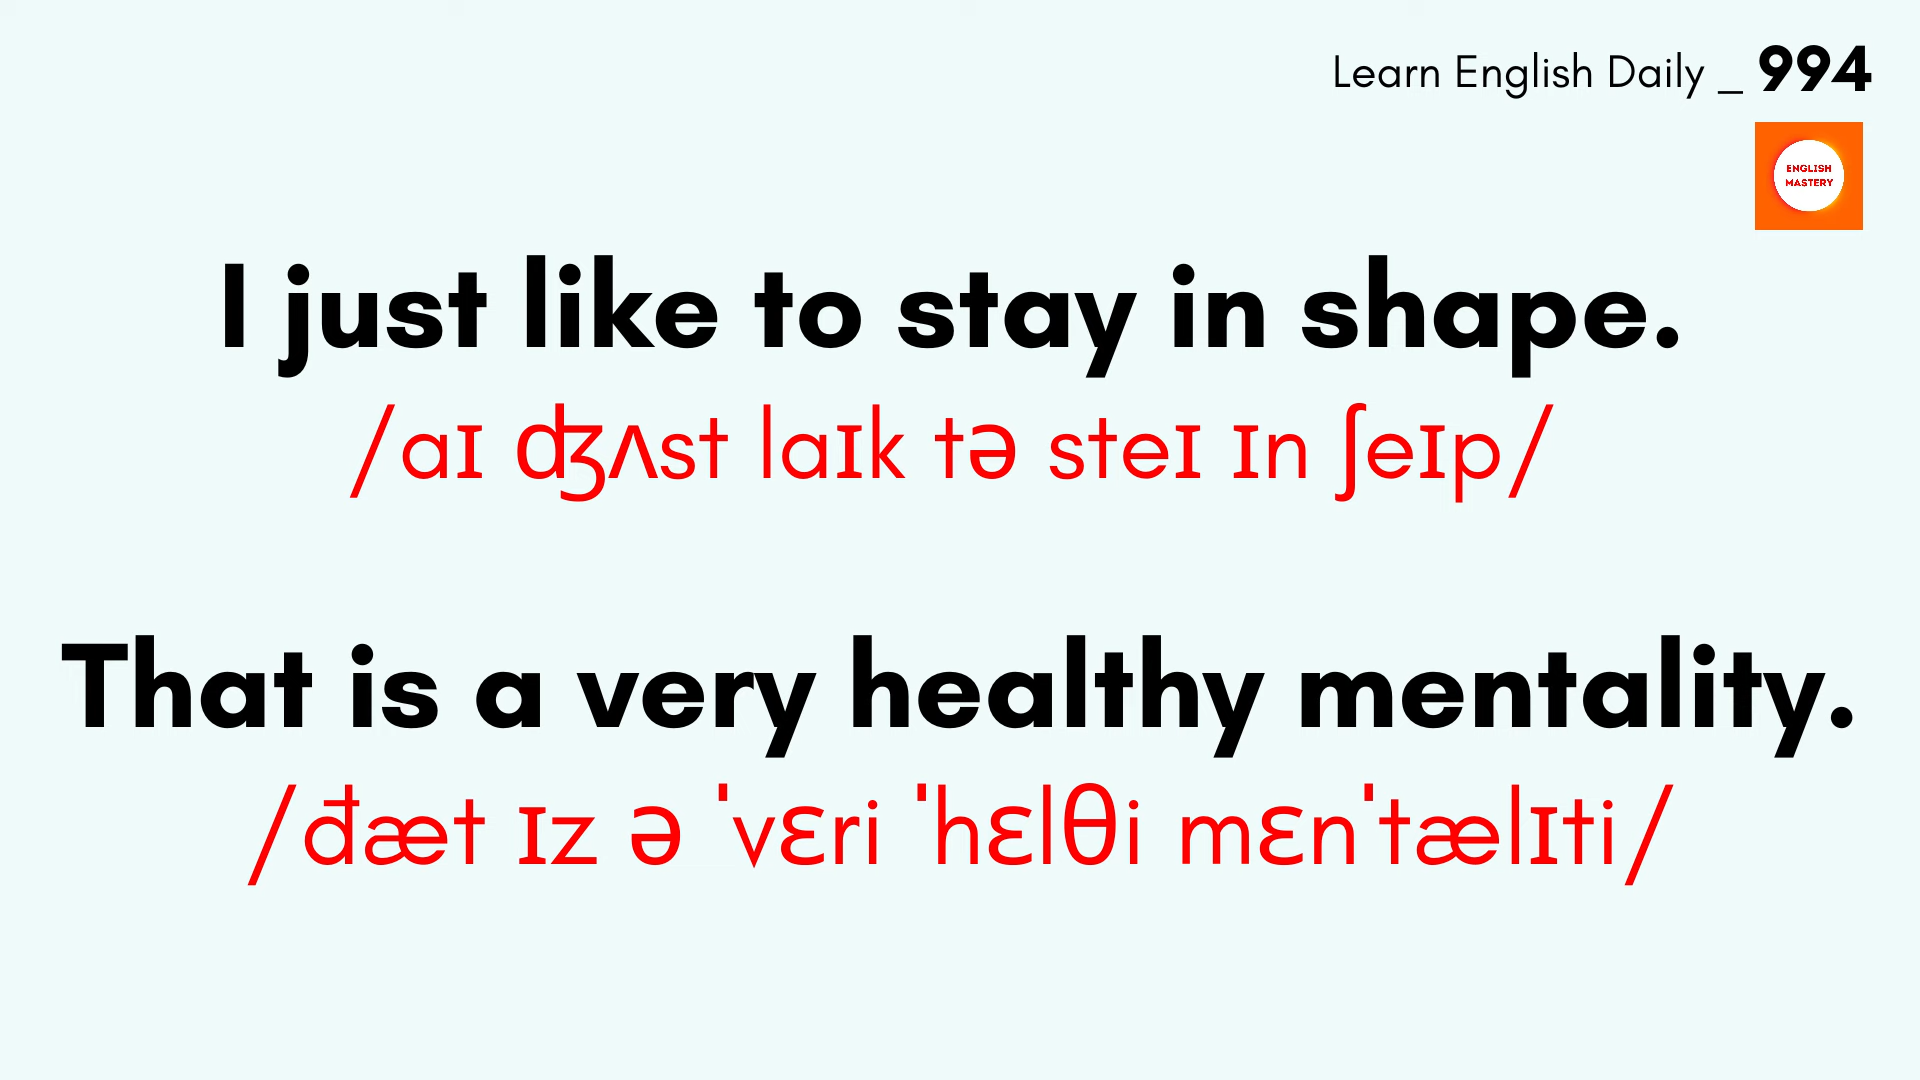 Learn English Daily _ 994
ENGLISH
MASTERY
I just like to stay in shape.
/aɪ ʤʌst laɪk tə steɪ ɪn ʃeɪp/
That is a very healthy mentality.
/đæt ɪz ə ˈvɛri ˈhɛlθi mɛnˈtælɪti/